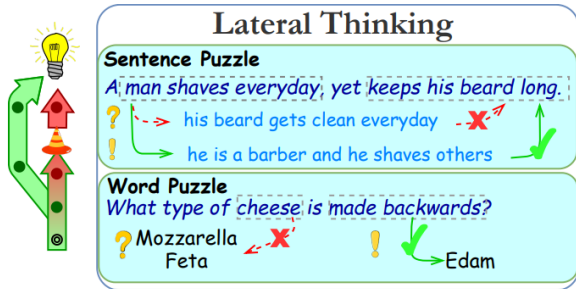 Lateral Thinking
Sentence Puzzle
A man shaves everyday, yet keeps his beard long.
? his beard gets clean everyday
! he is a barber and he shaves others
Word Puzzle
What type of cheese is made backwards?
? Mozzarella
Feta
! Edam